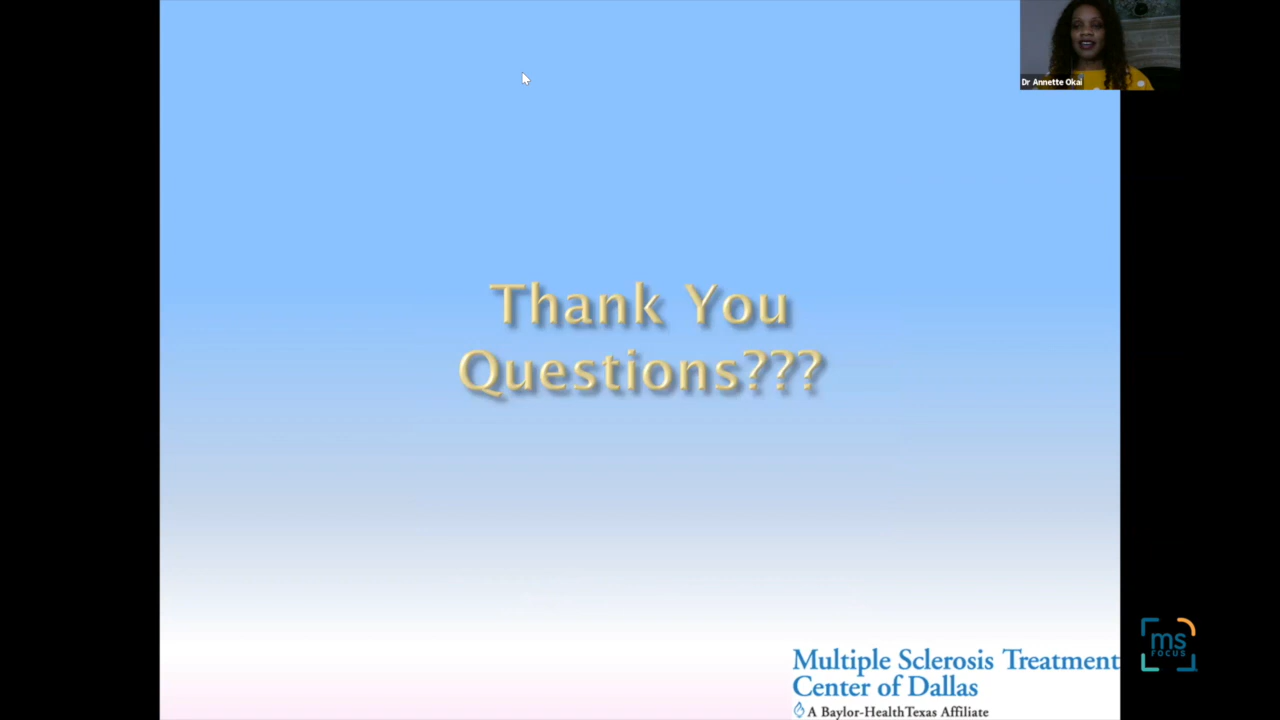 Dr Annette Okai
Thank You
Questions???
Multiple Sclerosis Treatment
Center of Dallas
A Baylor-HealthTexas Affiliate
ms
FOCUS